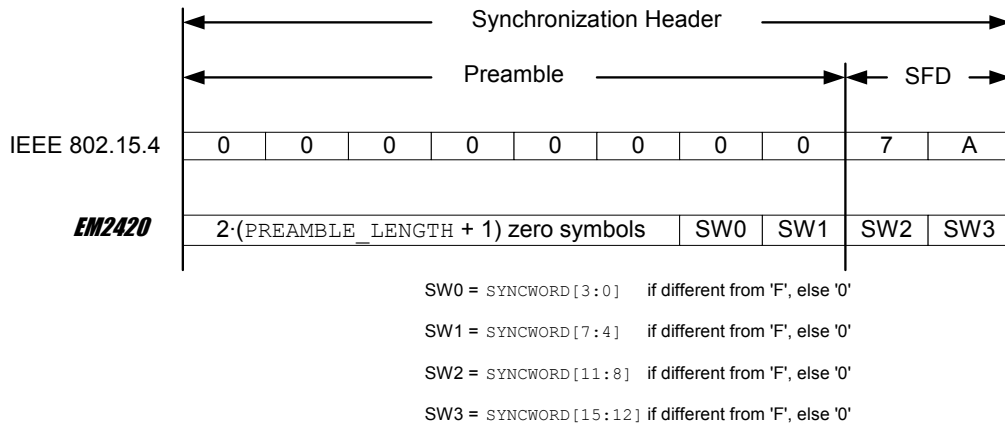 Synchronization Header
Preamble SFD
IEEE 802.15.4 0 0 0 0 0 0 0 0 7 A
EM2420 2·(PREAMBLE_LENGTH + 1) zero symbols SW0 SW1 SW2 SW3
SW0 = SYNCWORD[3:0] if different from 'F', else '0'
SW1 = SYNCWORD[7:4] if different from 'F', else '0'
SW2 = SYNCWORD[11:8] if different from 'F', else '0'
SW3 = SYNCWORD[15:12] if different from 'F', else '0'